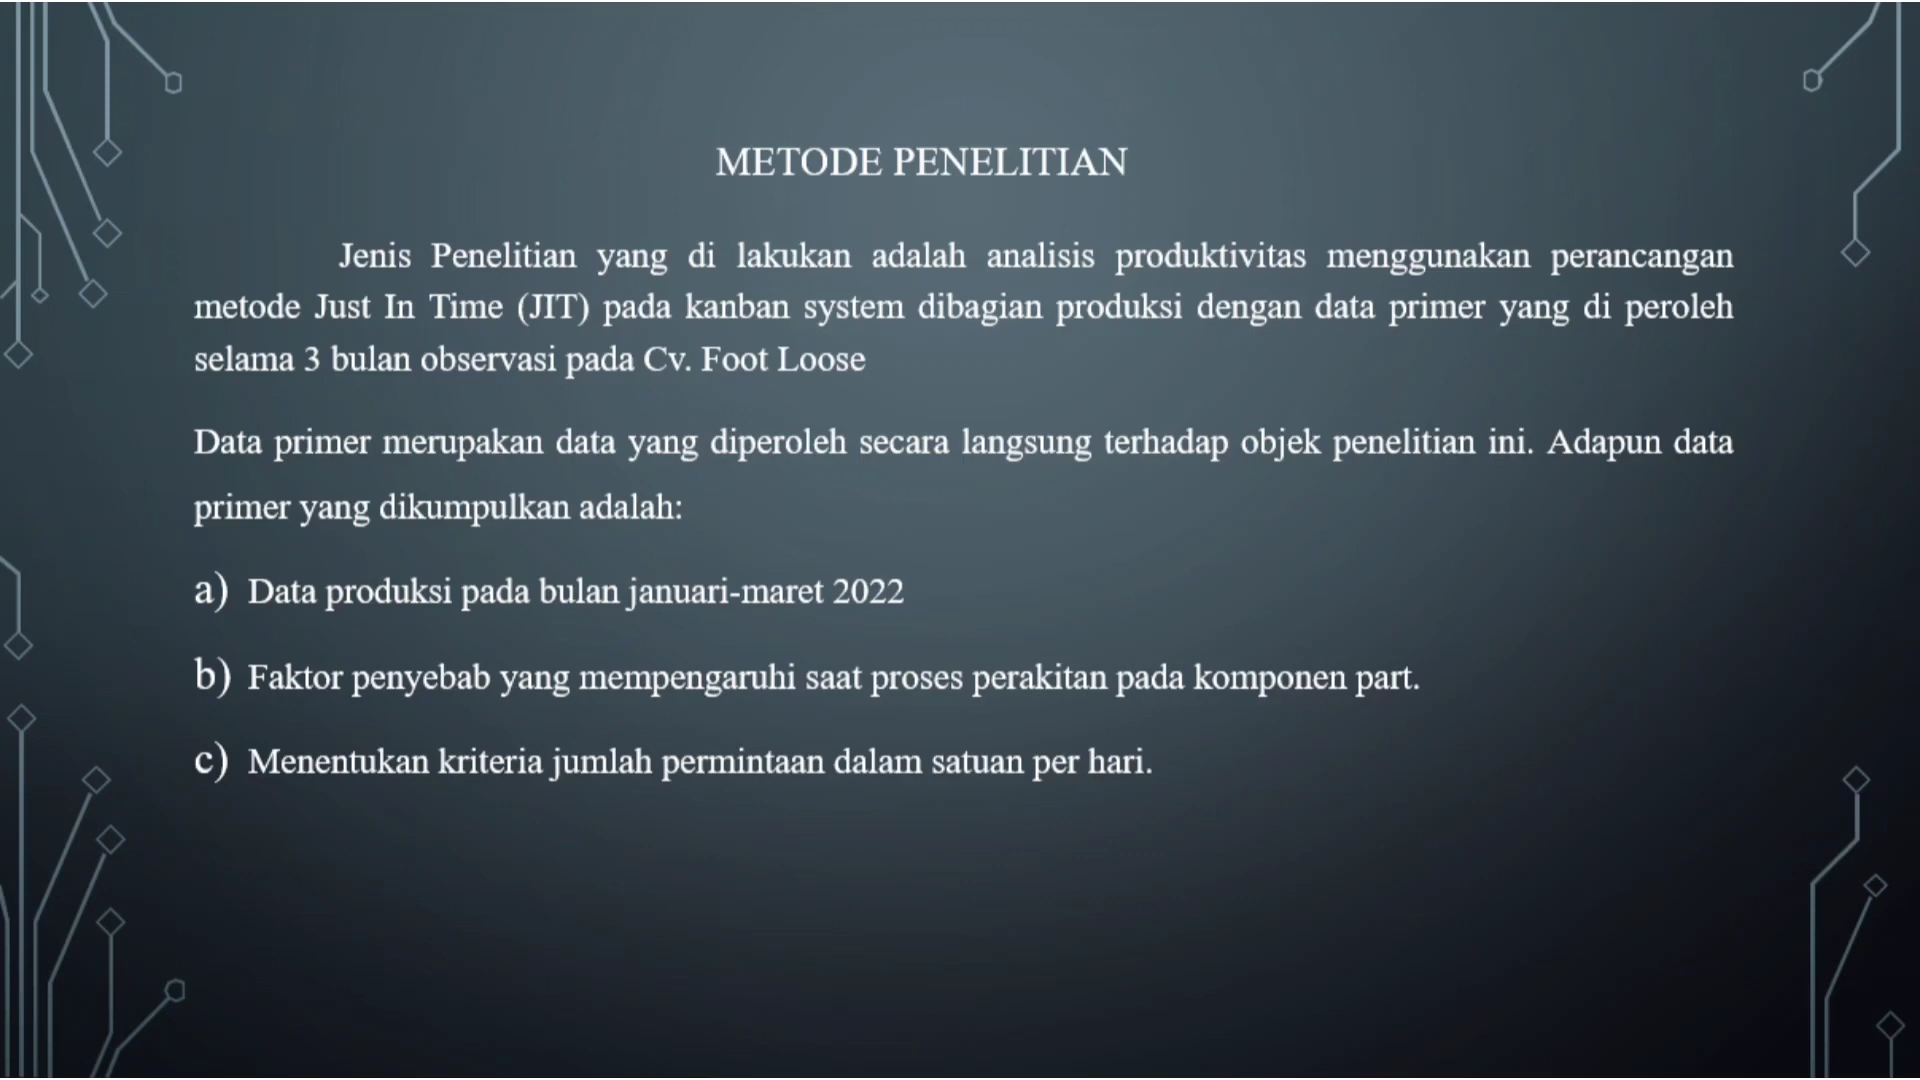 METODE PENELITIAN
Jenis Penelitian yang di lakukan adalah analisis produktivitas menggunakan perancangan
metode Just In Time (JIT) pada kanban system dibagian produksi dengan data primer yang di peroleh
selama 3 bulan observasi pada Cv. Foot Loose
Data primer merupakan data yang diperoleh secara langsung terhadap objek penelitian ini. Adapun data
primer yang dikumpulkan adalah:
a) Data produksi pada bulan januari-maret 2022
b) Faktor penyebab yang mempengaruhi saat proses perakitan pada komponen part.
c) Menentukan kriteria jumlah permintaan dalam satuan per hari.